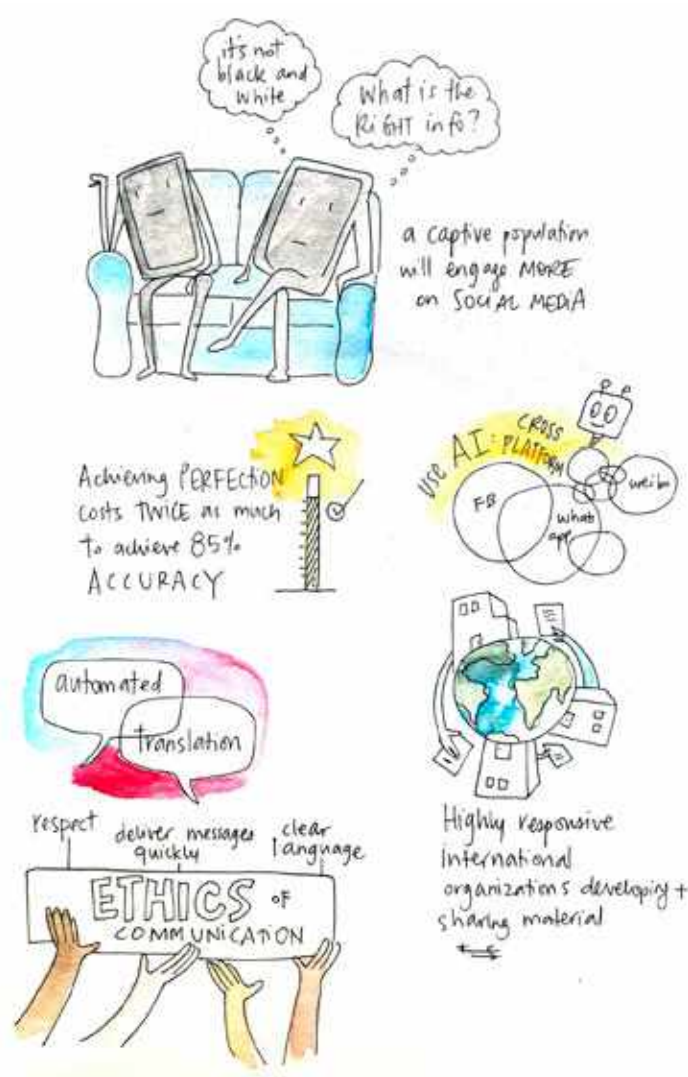 it's not
black and
white
What is the
RIGHT info?
a captive population
will engage MORE
on SOCIAL MEDIA
Achieving PERFECTION
costs TWICE as much
to achieve 85%
ACCURACY
use AI: CROSS
PLATFORM
FB
what
app
weibo
automated
translation
respect
deliver messages
quickly
clear
language
ETHICS OF
COMMUNICATION
Highly responsive
international
organizations developing +
sharing material